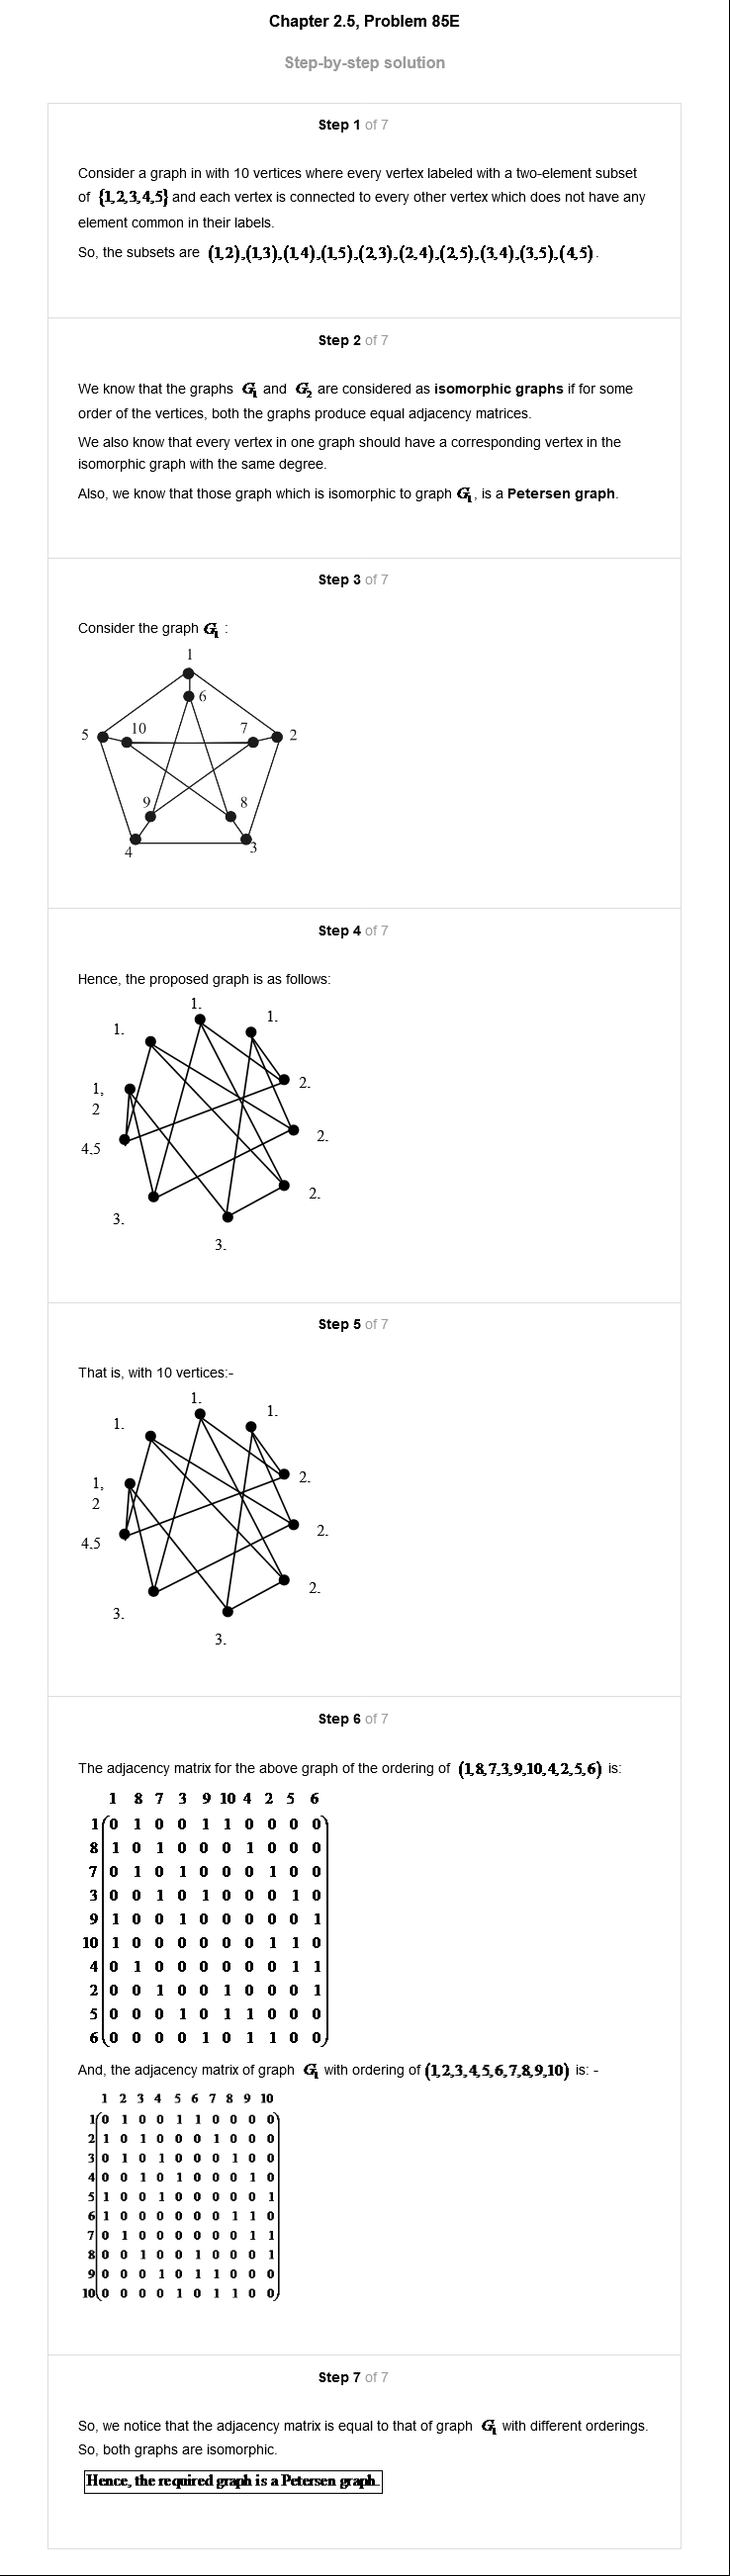 Chapter 2.5, Problem 85E
Step-by-step solution
Step 1 of 7
Consider a graph in with 10 vertices where every vertex labeled with a two-element subset
of {1,2,3,4,5} and each vertex is connected to every other vertex which does not have any
element common in their labels.
So, the subsets are (1,2),(1,3),(1,4),(1,5),(2,3),(2,4),(2,5),(3,4),(3,5),(4,5).
Step 2 of 7
We know that the graphs G₁ and G₂ are considered as isomorphic graphs if for some
order of the vertices, both the graphs produce equal adjacency matrices.
We also know that every vertex in one graph should have a corresponding vertex in the
isomorphic graph with the same degree.
Also, we know that those graph which is isomorphic to graph G₁, is a Petersen graph.
Step 3 of 7
Consider the graph G₁ :
1
6
5 10 7 2
9 8
4 3
Step 4 of 7
Hence, the proposed graph is as follows:
1.
1. 1.
1, 2.
2
4.5 2.
2.
3.
3.
Step 5 of 7
That is, with 10 vertices:-
1.
1. 1.
1, 2.
2
4.5 2.
2.
3.
3.
Step 6 of 7
The adjacency matrix for the above graph of the ordering of (1,8,7,3,9,10,4,2,5,6) is:
1 8 7 3 9 10 4 2 5 6
1 0 1 0 0 1 1 0 0 0 0
8 1 0 1 0 0 0 1 0 0 0
7 0 1 0 1 0 0 0 1 0 0
3 0 0 1 0 1 0 0 0 1 0
9 1 0 0 1 0 0 0 0 0 1
10 1 0 0 0 0 0 0 1 1 0
4 0 1 0 0 0 0 0 0 1 1
2 0 0 1 0 0 1 0 0 0 1
5 0 0 0 1 0 1 1 0 0 0
6 0 0 0 0 1 0 1 1 0 0
And, the adjacency matrix of graph G₁ with ordering of (1,2,3,4,5,6,7,8,9,10) is: -
1 2 3 4 5 6 7 8 9 10
1 0 1 0 0 1 1 0 0 0 0
2 1 0 1 0 0 0 1 0 0 0
3 0 1 0 1 0 0 0 1 0 0
4 0 0 1 0 1 0 0 0 1 0
5 1 0 0 1 0 0 0 0 0 1
6 1 0 0 0 0 0 0 1 1 0
7 0 1 0 0 0 0 0 0 1 1
8 0 0 1 0 0 1 0 0 0 1
9 0 0 0 1 0 1 1 0 0 0
10 0 0 0 0 1 0 1 1 0 0
Step 7 of 7
So, we notice that the adjacency matrix is equal to that of graph G₁ with different orderings.
So, both graphs are isomorphic.
Hence, the required graph is a Petersen graph.